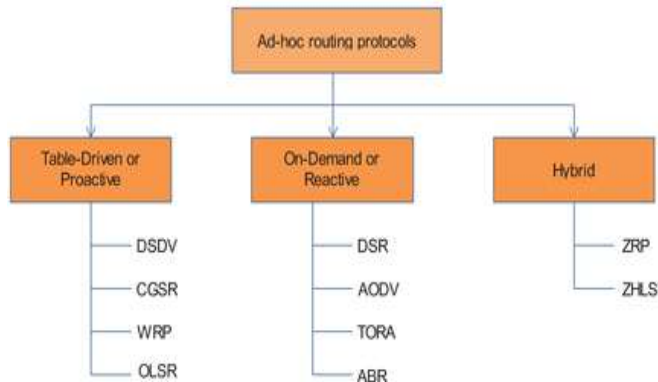 Ad-hoc routing protocols
Table-Driven or
Proactive
DSDV
CGSR
WRP
OLSR
On-Demand or
Reactive
DSR
AODV
TORA
ABR
Hybrid
ZRP
ZHLS